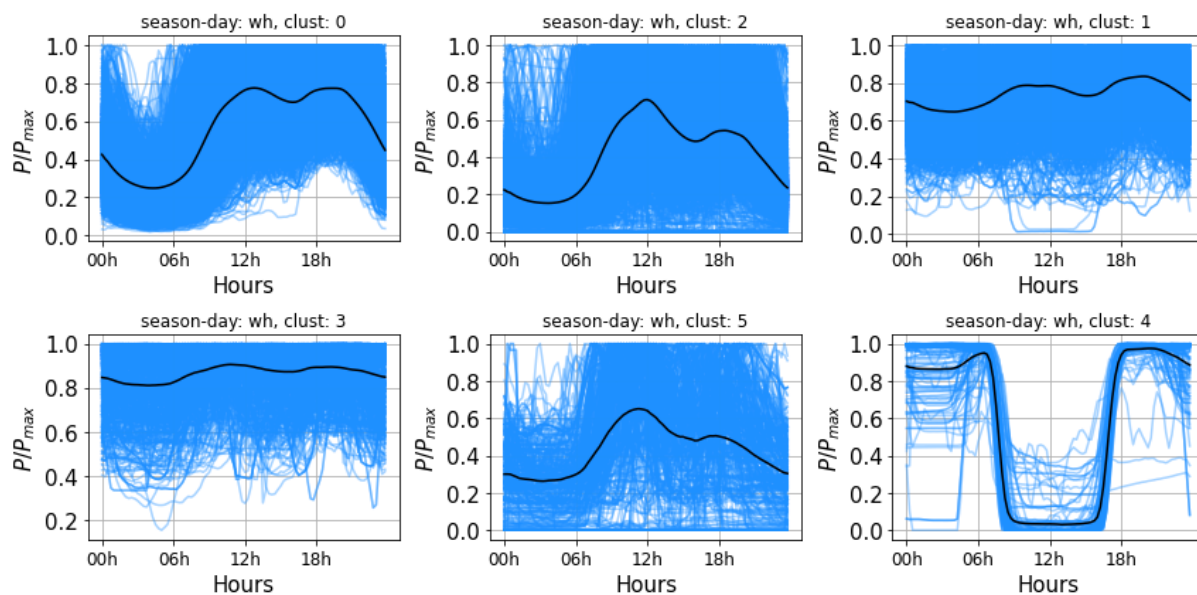 season-day: wh, clust: 0
season-day: wh, clust: 2
season-day: wh, clust: 1
1.0
0.8
0.6
0.4
0.2
0.0
P/P_max
00h 06h 12h 18h
Hours
1.0
0.8
0.6
0.4
0.2
0.0
P/P_max
00h 06h 12h 18h
Hours
1.0
0.8
0.6
0.4
0.2
0.0
P/P_max
00h 06h 12h 18h
Hours
season-day: wh, clust: 3
season-day: wh, clust: 5
season-day: wh, clust: 4
1.0
0.8
0.6
0.4
0.2
P/P_max
00h 06h 12h 18h
Hours
1.0
0.8
0.6
0.4
0.2
0.0
P/P_max
00h 06h 12h 18h
Hours
1.0
0.8
0.6
0.4
0.2
0.0
P/P_max
00h 06h 12h 18h
Hours